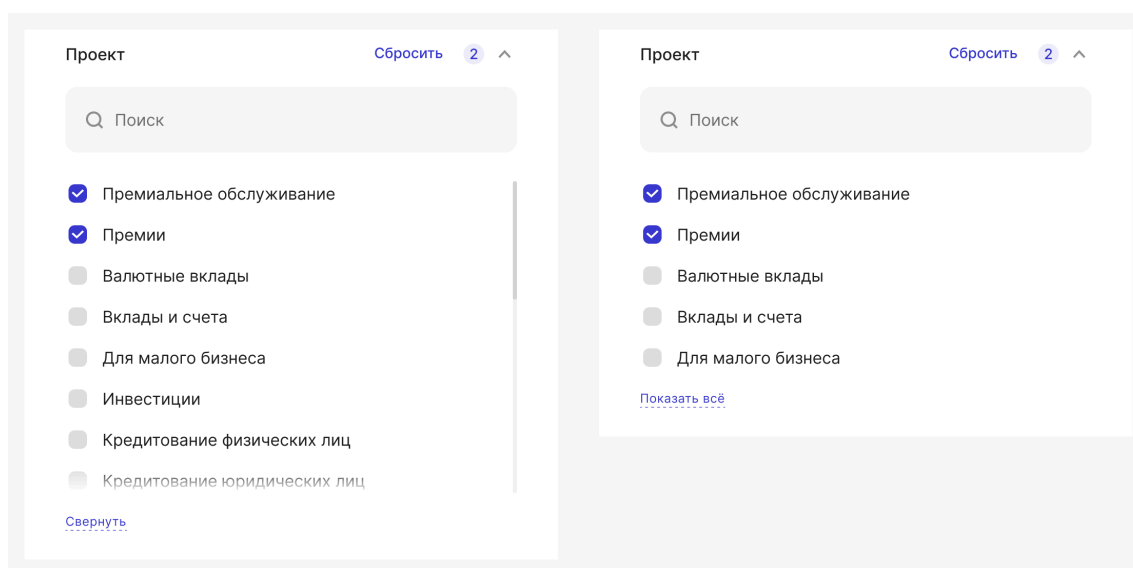 Проект Сбросить 2
Поиск
Премиальное обслуживание
Премии
Валютные вклады
Вклады и счета
Для малого бизнеса
Инвестиции
Кредитование физических лиц
Кредитование юридических лиц
Свернуть
Проект Сбросить 2
Поиск
Премиальное обслуживание
Премии
Валютные вклады
Вклады и счета
Для малого бизнеса
Показать всё